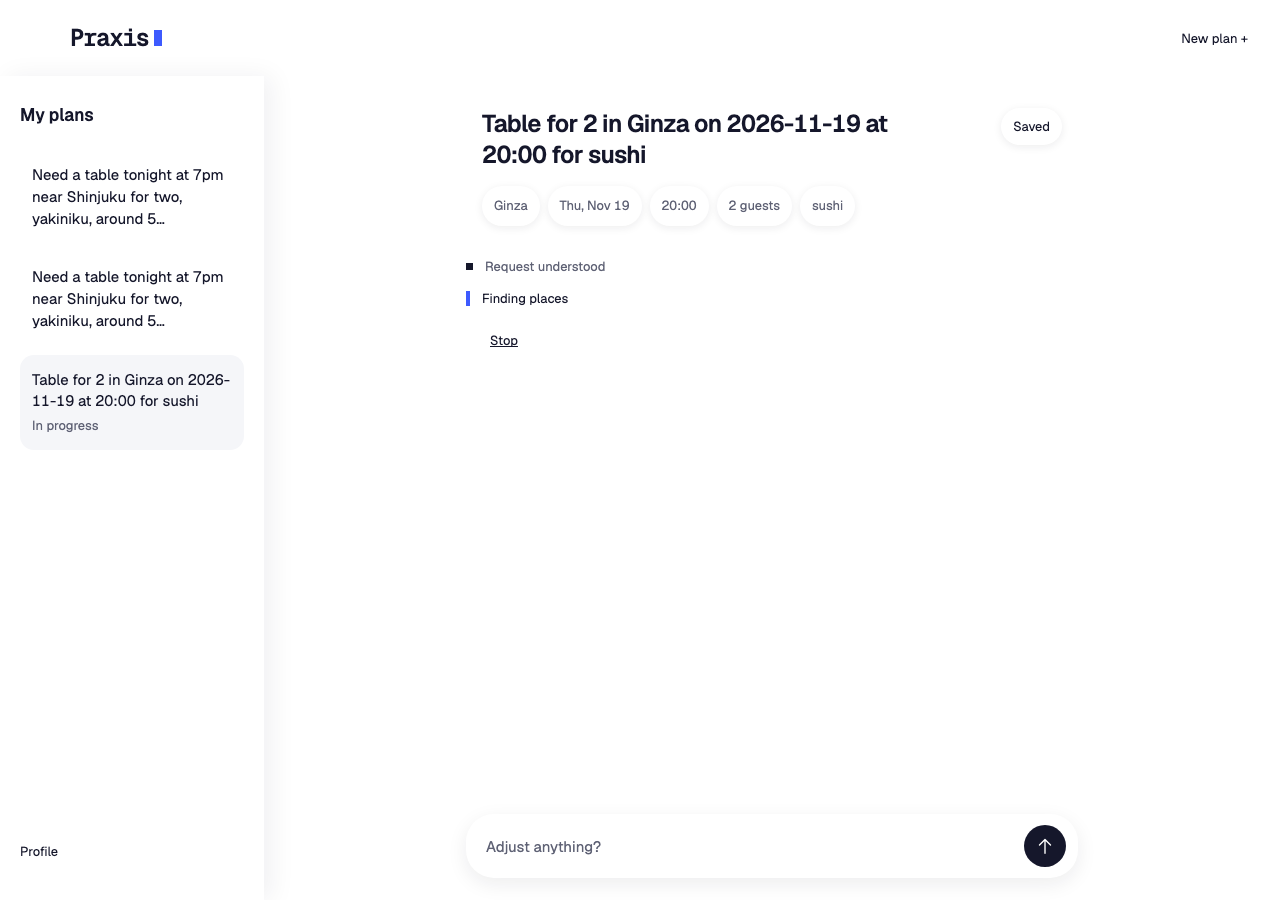 Praxis
New plan +
My plans
Need a table tonight at 7pm
near Shinjuku for two,
yakiniku, around 5…
Need a table tonight at 7pm
near Shinjuku for two,
yakiniku, around 5…
Table for 2 in Ginza on 2026-
11-19 at 20:00 for sushi
In progress
Profile
Table for 2 in Ginza on 2026-11-19 at
20:00 for sushi
Saved
Ginza
Thu, Nov 19
20:00
2 guests
sushi
Request understood
Finding places
Stop
Adjust anything?